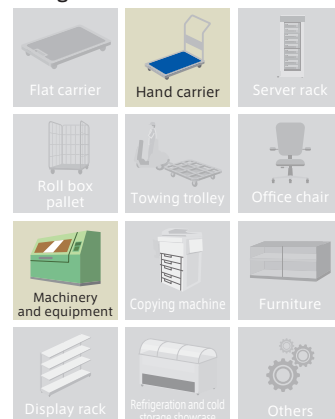 Flat carrier
Hand carrier
Server rack
Roll box
pallet
Towing trolley
Office chair
Machinery
and equipment
Copying machine
Furniture
Display rack
Refrigeration and cold
storage showcase
Others